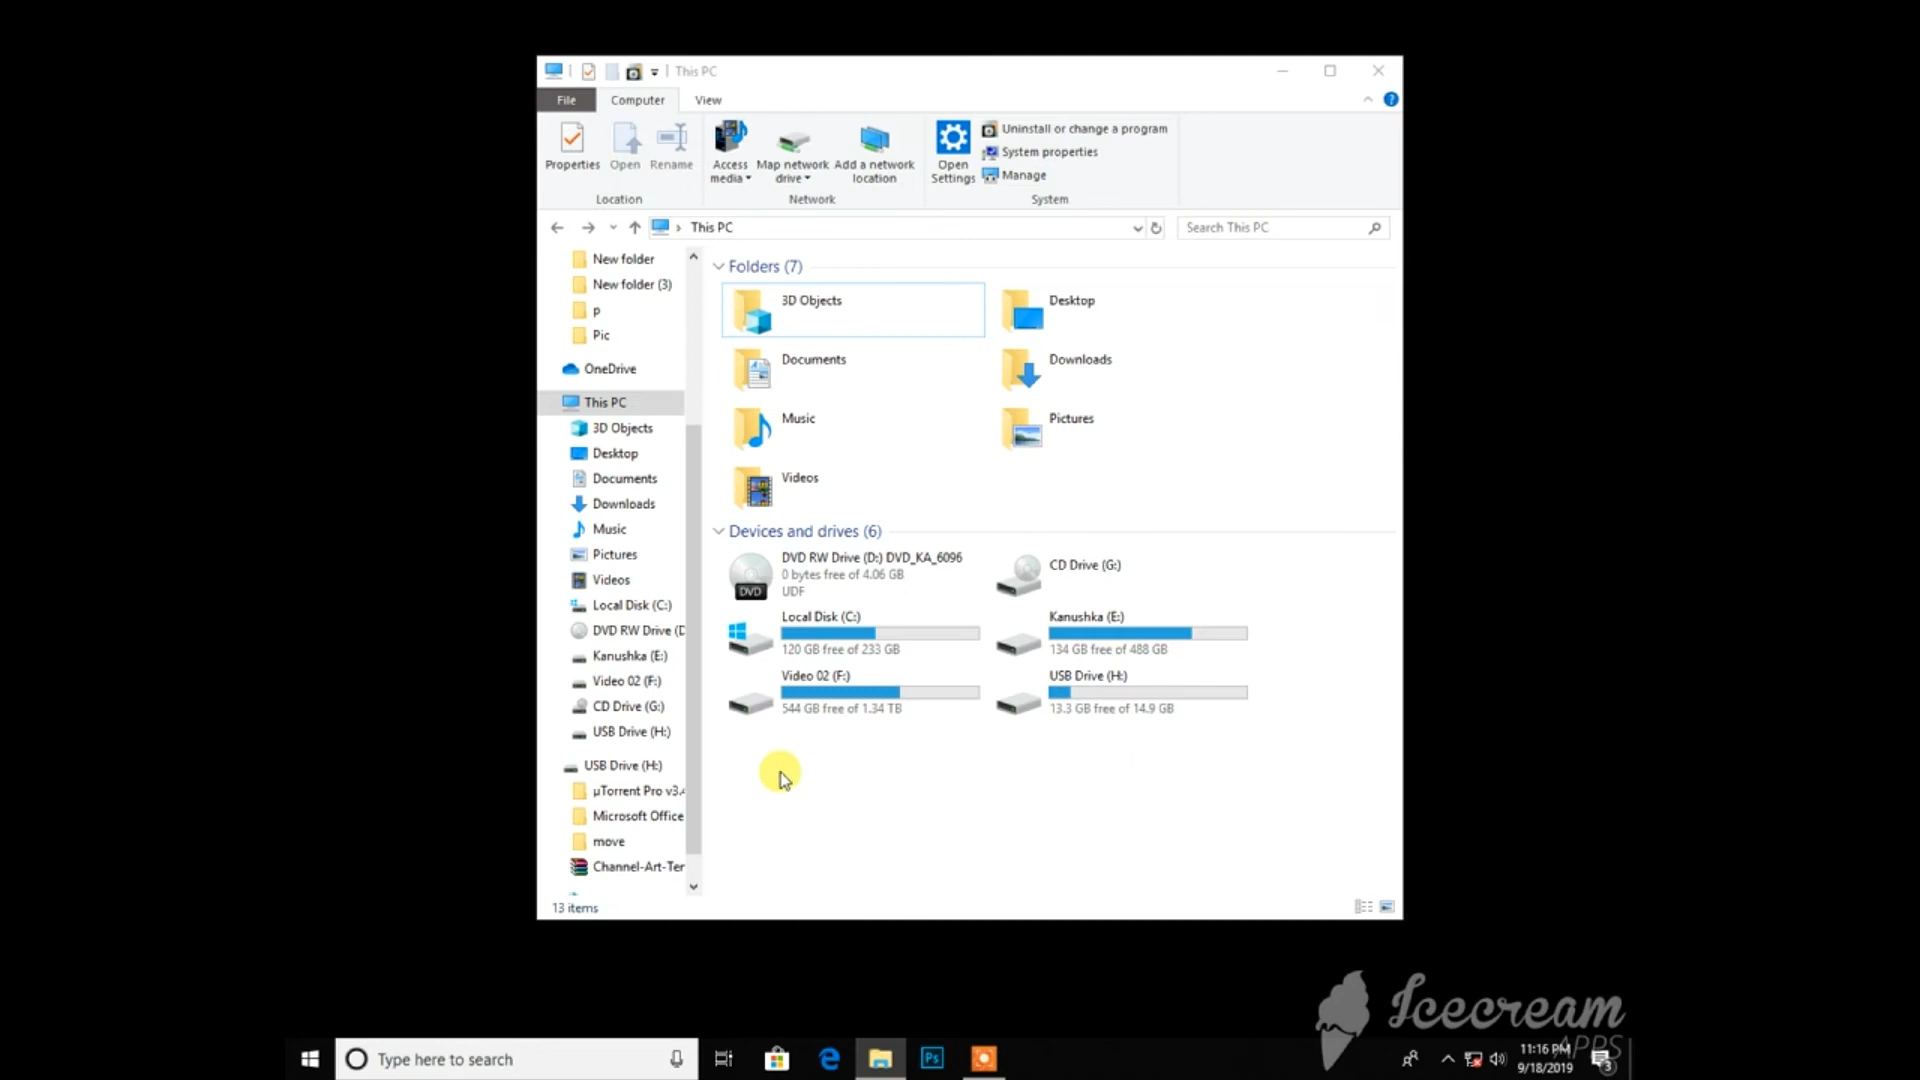 This PC
File
Computer
View
Properties
Open
Rename
Access media
Map network drive
Add a network location
Open Settings
Uninstall or change a program
System properties
Manage
Location
Network
System
This PC
Search This PC
New folder
New folder (3)
p
Pic
OneDrive
This PC
3D Objects
Desktop
Documents
Downloads
Music
Pictures
Videos
Local Disk (C:)
DVD RW Drive (D
Kanushka (E:)
Video 02 (F:)
CD Drive (G:)
USB Drive (H:)
USB Drive (H:)
µTorrent Pro v3.4
Microsoft Office
move
Channel-Art-Ter
13 items
Folders (7)
3D Objects
Desktop
Documents
Downloads
Music
Pictures
Videos
Devices and drives (6)
DVD RW Drive (D:) DVD_KA_6096
0 bytes free of 4.06 GB
UDF
DVD
CD Drive (G:)
Local Disk (C:)
120 GB free of 233 GB
Kanushka (E:)
134 GB free of 488 GB
Video 02 (F:)
544 GB free of 1.34 TB
USB Drive (H:)
13.3 GB free of 14.9 GB
Icecream
APPS
Type here to search
Ps
11:16 PM
9/18/2019
3